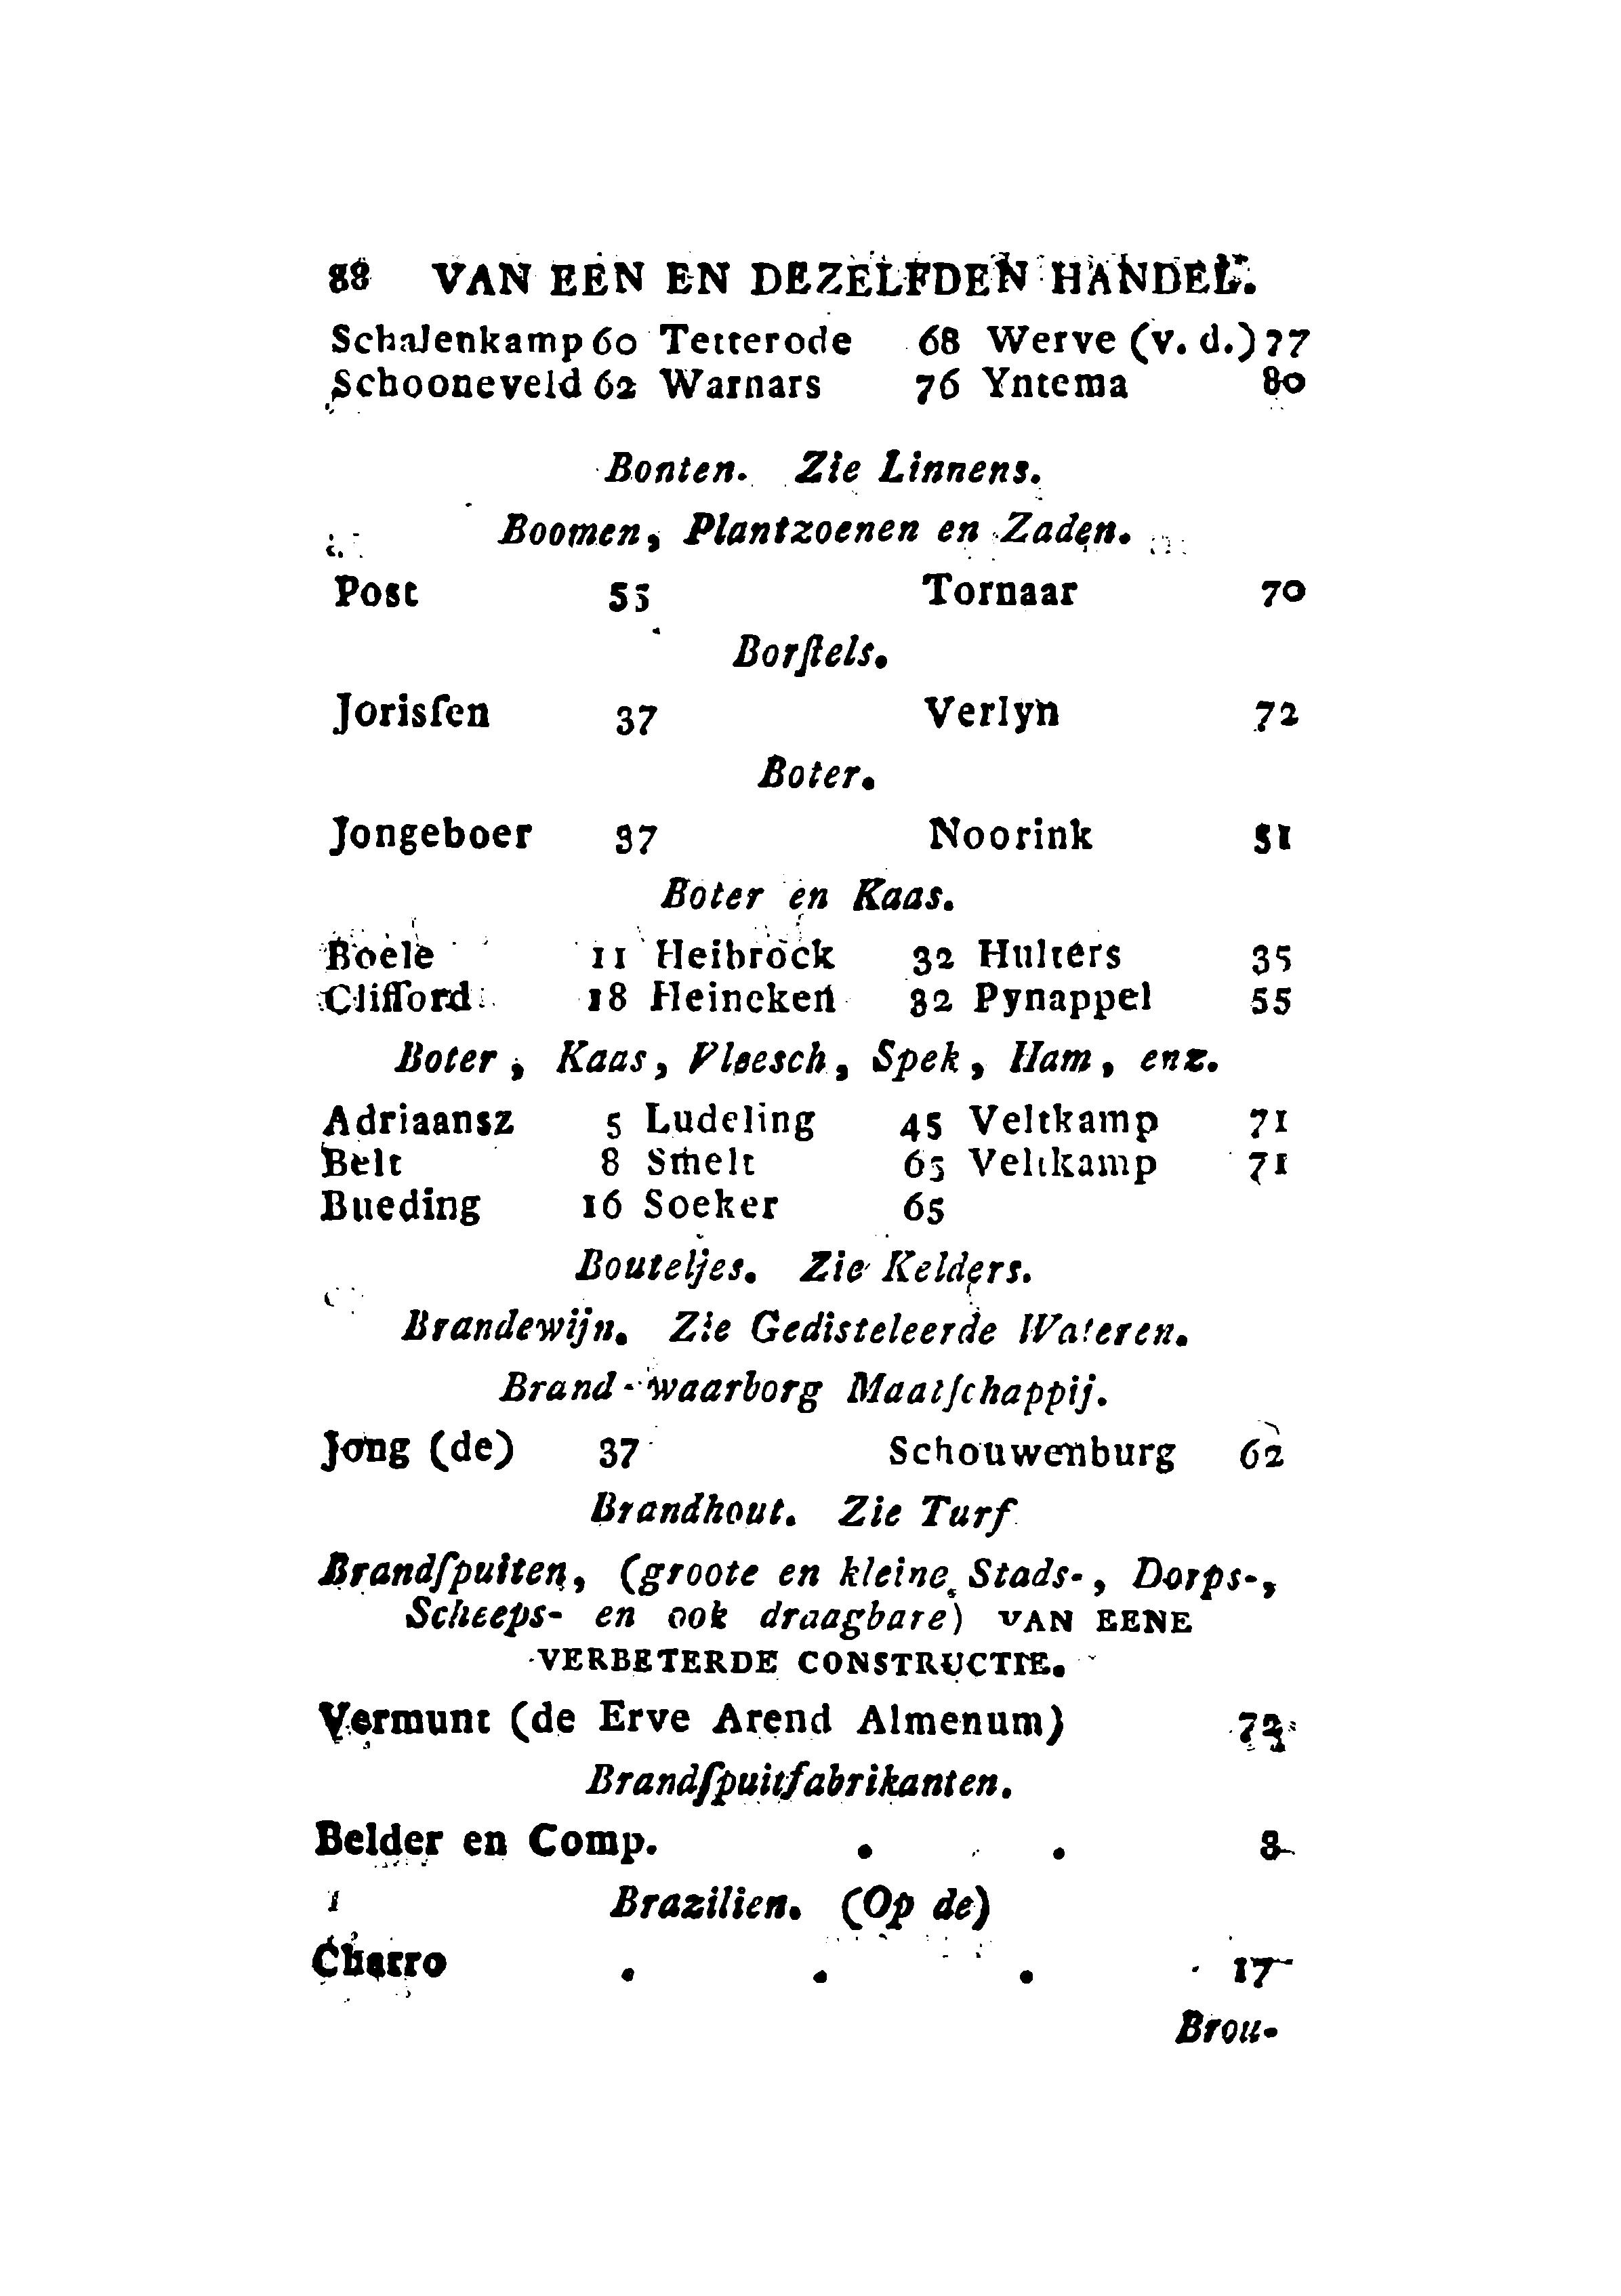 88 VAN EEN EN DEZELFDEN HANDEL.
Schalenkamp 60 Tetterode 68 Werve (v. d.) 77
Schooneveld 62 Warnars 76 Yntema 80
Bonten. Zie Linnens.
Boomen, Plantzoenen en Zaden.
Post 55 Tornaar 70
Borſtels.
Jorisſen 37 Verlyn 72
Boter.
Jongeboer 37 Noorink 51
Boter en Kaas.
Boele 11 Heibrock 32 Hulters 35
Clifford 18 Heincken 32 Pynappel 55
Boter, Kaas, Vleesch, Spek, Ham, enz.
Adriaansz 5 Ludeling 45 Veltkamp 71
Belt 8 Smelt 65 Veltkamp 71
Bueding 16 Soeker 65
Bouteljes. Zie Kelders.
Brandewijn. Zie Gedisteleerde Wateren.
Brand-waarborg Maatſchappij.
Jong (de) 37 Schouwenburg 62
Brandhout. Zie Turf
Brandſpuiten, (groote en kleine Stads-, Dorps-,
Scheeps- en ook draagbare) VAN EENE
VERBETERDE CONSTRUCTIE.
Vermunt (de Erve Arend Almenum)
Brandſpuitfabrikanten.
Belder en Comp. . . 8
Brazilien. (Op de)
Charro . . . 17
Brou-